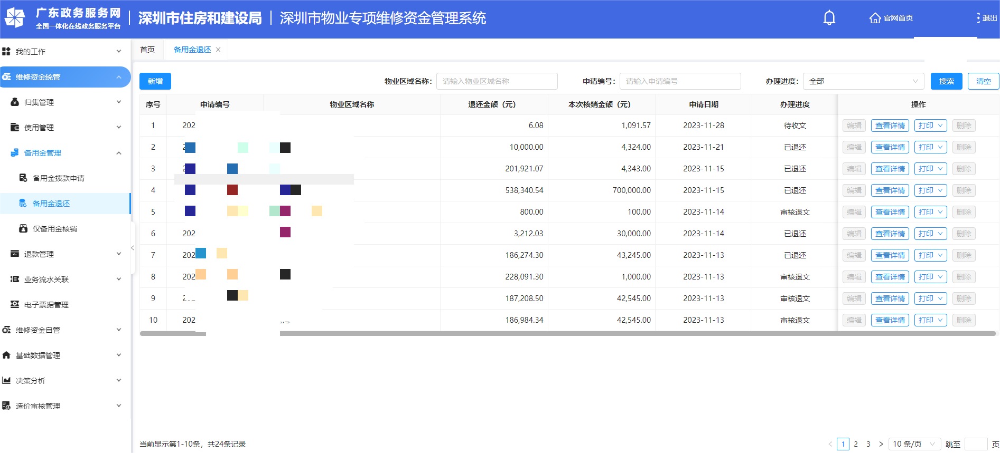 广东政务服务网
全国一体化在线政务服务平台
深圳市住房和建设局
深圳市物业专项维修资金管理系统
官网首页
退出
我的工作
维修资金统管
归集管理
使用管理
备用金管理
备用金拨款申请
备用金退还
仅备用金核销
退款管理
业务流水关联
电子票据管理
维修资金自管
基础数据管理
决策分析
造价审核管理
首页 备用金退还
新增 物业区域名称： 请输入物业区域名称 申请编号： 请输入申请编号 办理进度： 全部 搜索 清空
序号 申请编号 物业区域名称 退还金额（元） 本次核销金额（元） 申请日期 办理进度 操作
1 202 6.08 1,091.57 2023-11-28 待收文 编辑 查看详情 打印 删除
2 10,000.00 4,324.00 2023-11-21 已退还 编辑 查看详情 打印 删除
3 201,921.07 4,343.00 2023-11-15 已退还 编辑 查看详情 打印 删除
4 538,340.54 700,000.00 2023-11-15 已退还 编辑 查看详情 打印 删除
5 800.00 100.00 2023-11-14 审核退文 编辑 查看详情 打印 删除
6 202 3,212.03 30,000.00 2023-11-14 已退还 编辑 查看详情 打印 删除
7 202 186,274.30 43,245.00 2023-11-13 已退还 编辑 查看详情 打印 删除
8 202 228,091.30 1,000.00 2023-11-13 审核退文 编辑 查看详情 打印 删除
9 187,208.50 42,545.00 2023-11-13 审核退文 编辑 查看详情 打印 删除
10 202 186,984.34 42,545.00 2023-11-13 审核退文 编辑 查看详情 打印 删除
当前显示第1-10条，共24条记录 1 2 3 10 条/页 跳至 页